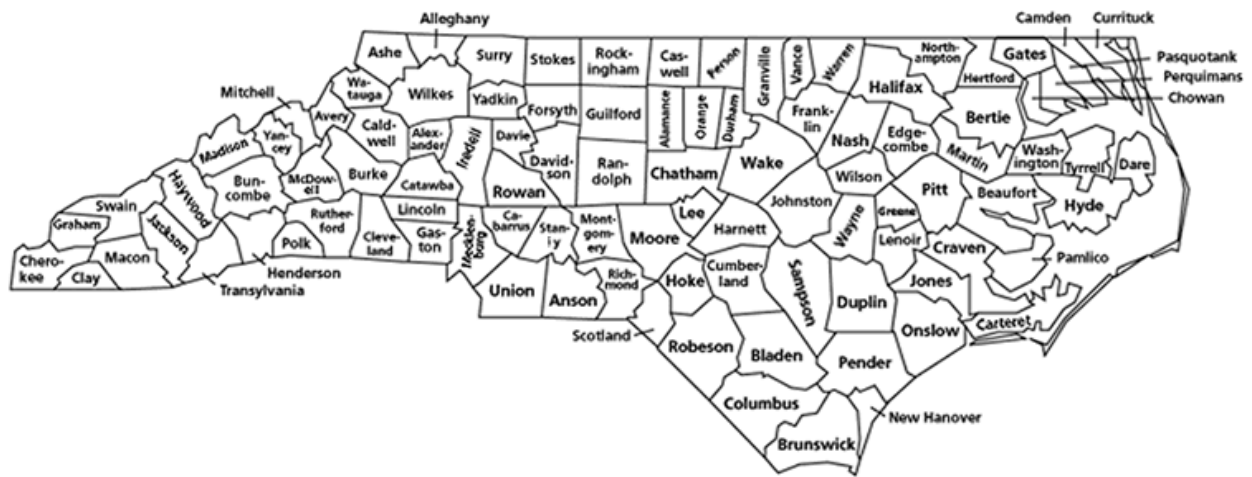 Alleghany
Camden
Currituck
Ashe
Surry
Stokes
Rock-
ingham
Cas-
well
Person
Granville
Vance
Warren
North-
ampton
Gates
Pasquotank
Perquimans
Chowan
Hertford
Halifax
Mitchell
Wa-
tauga
Wilkes
Yadkin
Forsyth
Guilford
Alamance
Orange
Durham
Frank-
lin
Nash
Edge-
combe
Bertie
Martin
Wash-
ington
Tyrrell
Dare
Madison
Yan-
cey
Avery
Cald-
well
Alex-
ander
Iredell
Davie
David-
son
Ran-
dolph
Chatham
Wake
Wilson
Pitt
Beaufort
Hyde
Haywood
Bun-
combe
McDow-
ell
Burke
Catawba
Rowan
Johnston
Wayne
Greene
Swain
Graham
Jackson
Ruther-
ford
Lincoln
Lee
Harnett
Lenoir
Craven
Pamlico
Chero-
kee
Clay
Macon
Polk
Cleve-
land
Gas-
ton
Mecklen-
burg
Ca-
barrus
Stan-
ly
Mont-
gom-
ery
Moore
Henderson
Transylvania
Union
Anson
Rich-
mond
Hoke
Cumber-
land
Sampson
Duplin
Jones
Onslow
Carteret
Scotland
Robeson
Bladen
Pender
Columbus
New Hanover
Brunswick